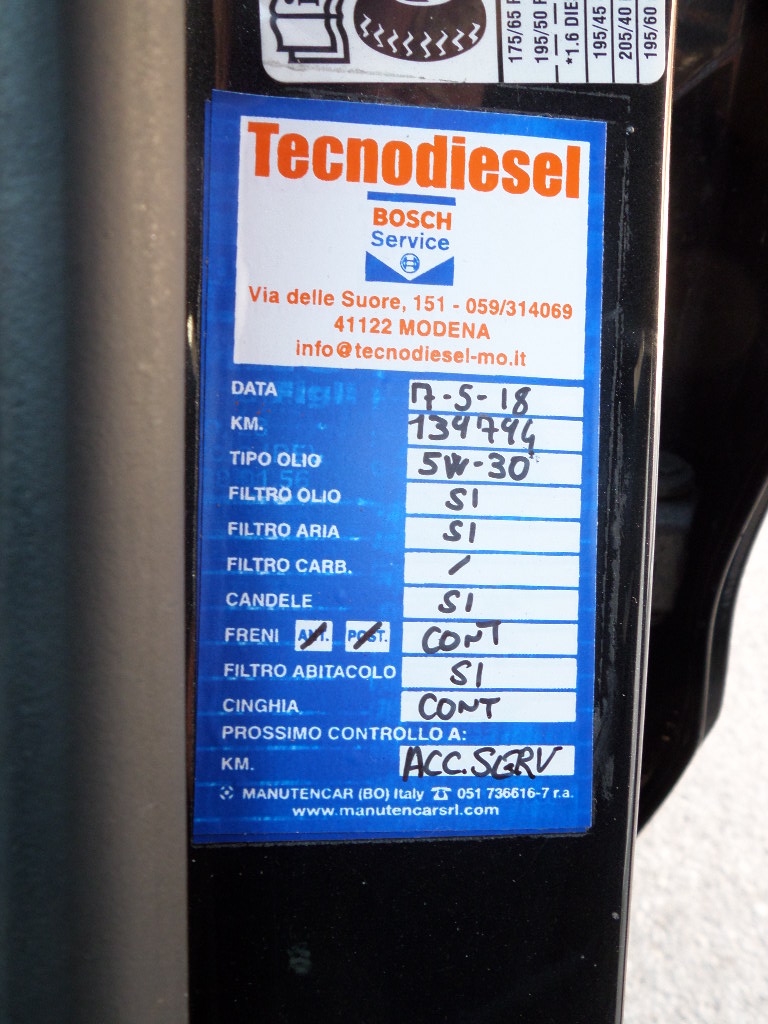 175/65 R
195/50 R
*1.6 DIE
195/45
205/40
195/60
Tecnodiesel
BOSCH
Service
Via delle Suore, 151 - 059/314069
41122 MODENA
info@tecnodiesel-mo.it
DATA 17-5-18
KM. 139794
TIPO OLIO 5W-30
FILTRO OLIO SI
FILTRO ARIA SI
FILTRO CARB. /
CANDELE SI
FRENI ANT. POST. CONT
FILTRO ABITACOLO SI
CINGHIA CONT
PROSSIMO CONTROLLO A:
KM. ACC.SERV
MANUTENCAR (BO) Italy ☎ 051 736616-7 r.a.
www.manutencarsrl.com